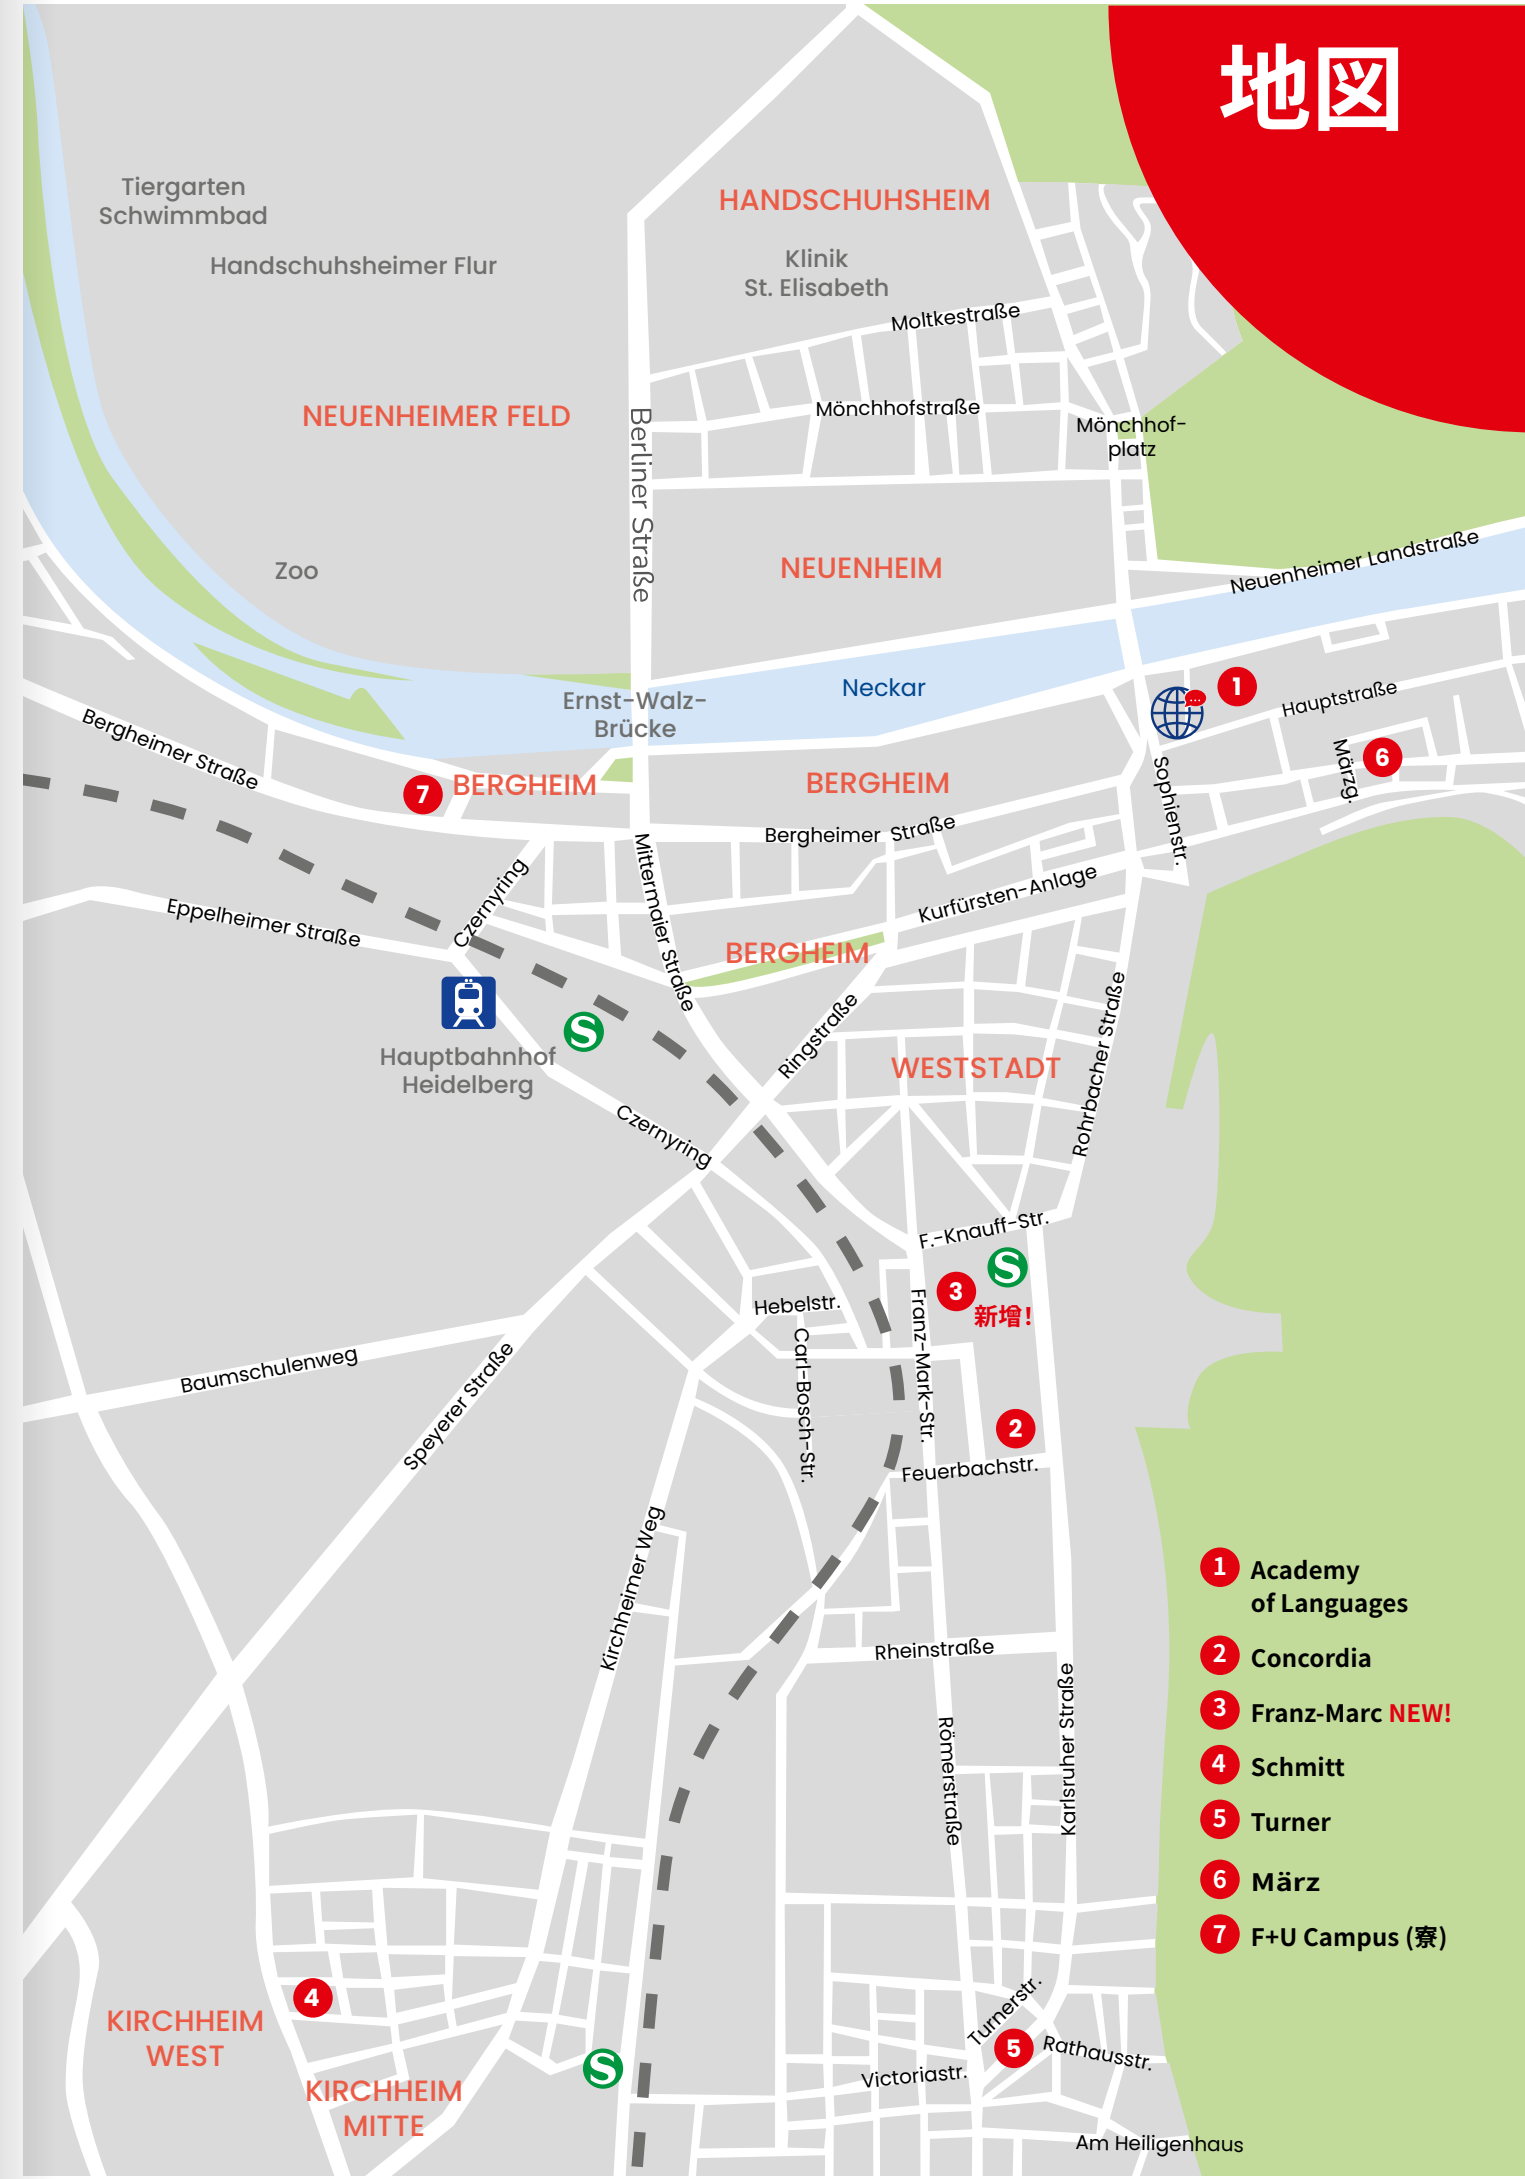 地図
Tiergarten
Schwimmbad
HANDSCHUHSHEIM
Handschuhsheimer Flur
Klinik
St. Elisabeth
Moltkestraße
NEUENHEIMER FELD
Berliner Straße
Mönchhofstraße
Mönchhof-
platz
Zoo
NEUENHEIM
Neuenheimer Landstraße
Neckar
Ernst-Walz-
Brücke
1
Hauptstraße
Bergheimer Straße
7
BERGHEIM
BERGHEIM
Märzg.
6
Sophienstr.
Bergheimer Straße
Mittermaier Straße
Czernyring
Kurfürsten-Anlage
Eppelheimer Straße
BERGHEIM
Rohrbacher Straße
Ringstraße
S
Hauptbahnhof
Heidelberg
WESTSTADT
Czernyring
F.-Knauff-Str.
S
3
新增!
Hebelstr.
Franz-Mark-Str.
Carl-Bosch-Str.
Baumschulenweg
Speyerer Straße
2
Feuerbachstr.
Kirchheimer Weg
Rheinstraße
Römerstraße
Karlsruher Straße
1 Academy
of Languages
2 Concordia
3 Franz-Marc NEW!
4 Schmitt
5 Turner
6 März
7 F+U Campus (寮)
4
KIRCHHEIM
WEST
KIRCHHEIM
MITTE
S
Turnerstr.
5
Rathausstr.
Victoriastr.
Am Heiligenhaus